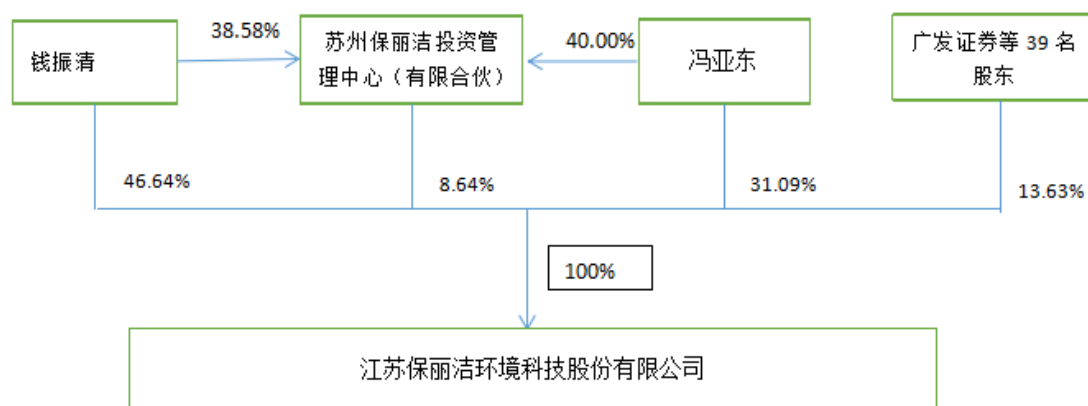 38.58%
钱振清
苏州保丽洁投资管
理中心（有限合伙）
40.00%
冯亚东
广发证券等 39 名
股东
46.64%
8.64%
31.09%
13.63%
100%
江苏保丽洁环境科技股份有限公司